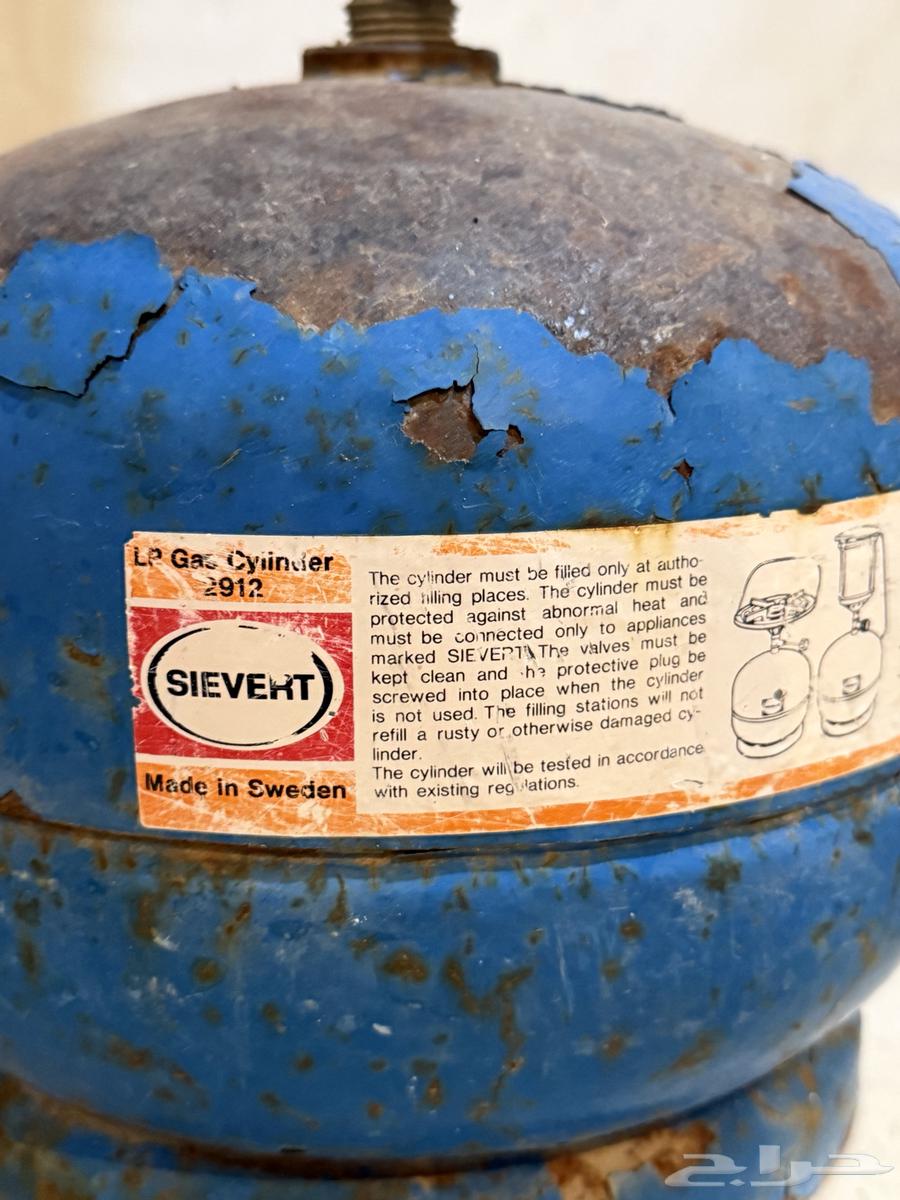 LP Gas Cylinder
2912
SIEVERT
Made in Sweden
The cylinder must be filled only at autho-
rized filling places. The cylinder must be
protected against abnormal heat and
must be connected only to appliances
marked SIEVERT. The valves must be
kept clean and the protective plug be
screwed into place when the cylinder
is not used. The filling stations will not
refill a rusty or otherwise damaged cy-
linder.
The cylinder will be tested in accordance
with existing regulations.
حراج